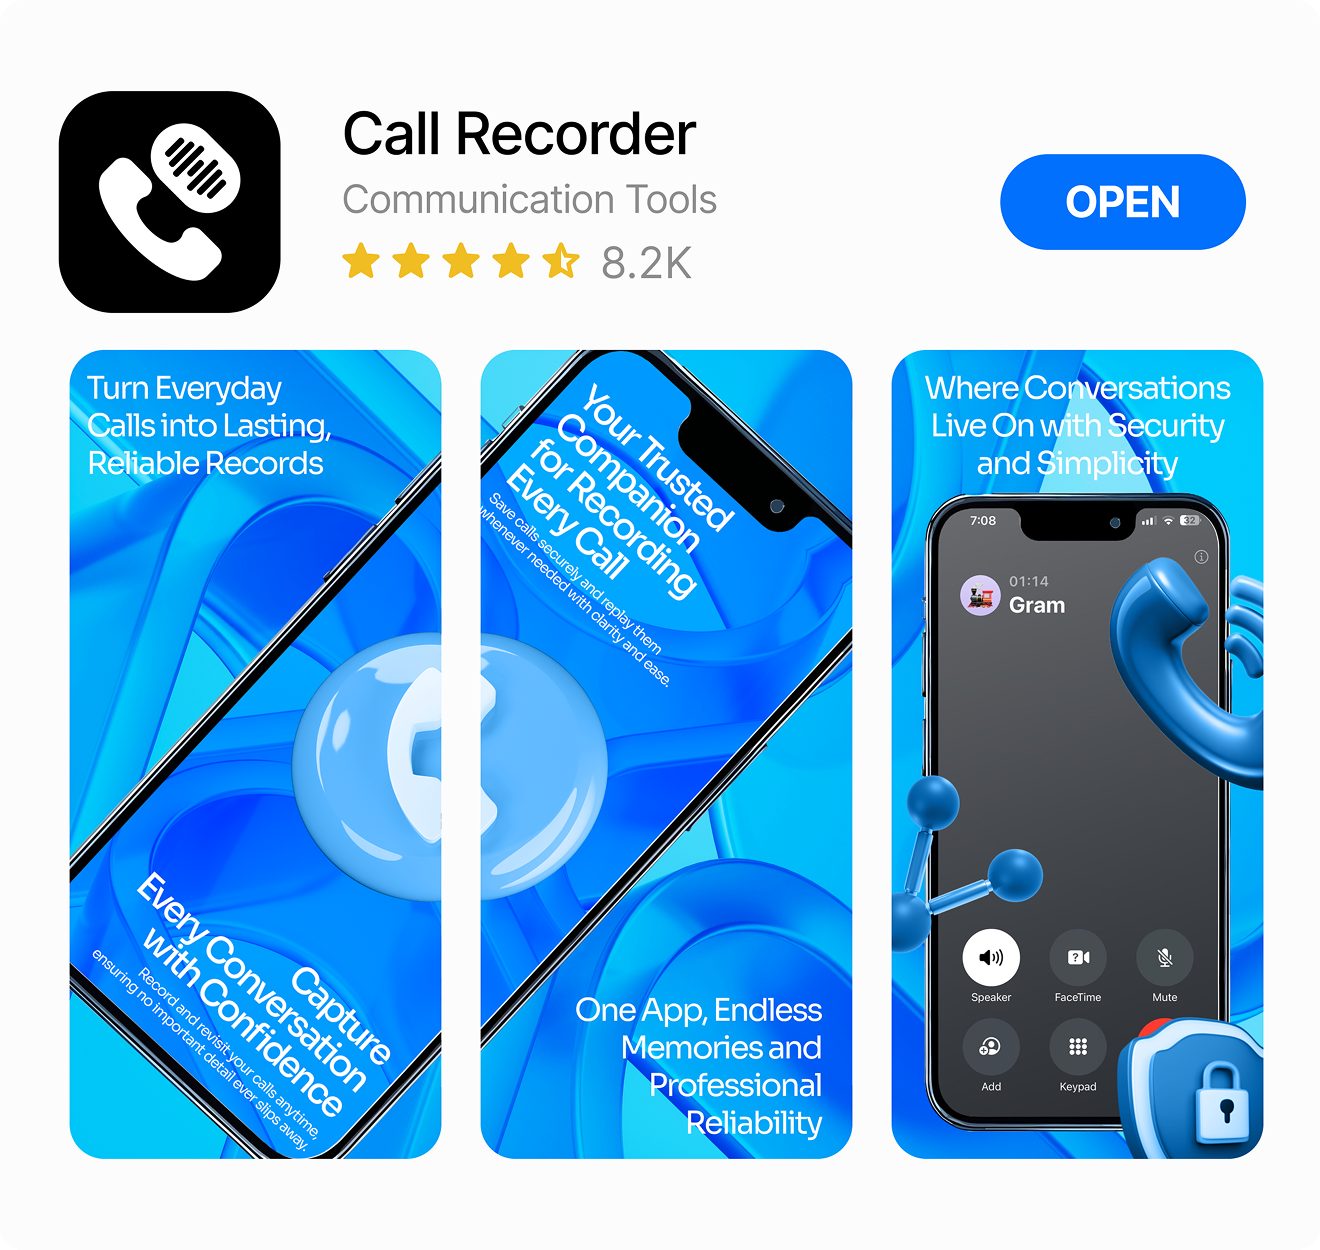 Call Recorder
Communication Tools
8.2K
OPEN
Turn Everyday
Calls into Lasting,
Reliable Records
Capture
Every Conversation
with Confidence
Record and revisit your calls anytime,
ensuring no important detail ever slips away.
Your Trusted
Companion
for Recording
Every Call
Save calls securely and replay them
whenever needed with clarity and ease.
One App, Endless
Memories and
Professional
Reliability
Where Conversations
Live On with Security
and Simplicity
7:08
32
01:14
Gram
Speaker
FaceTime
Mute
Add
Keypad